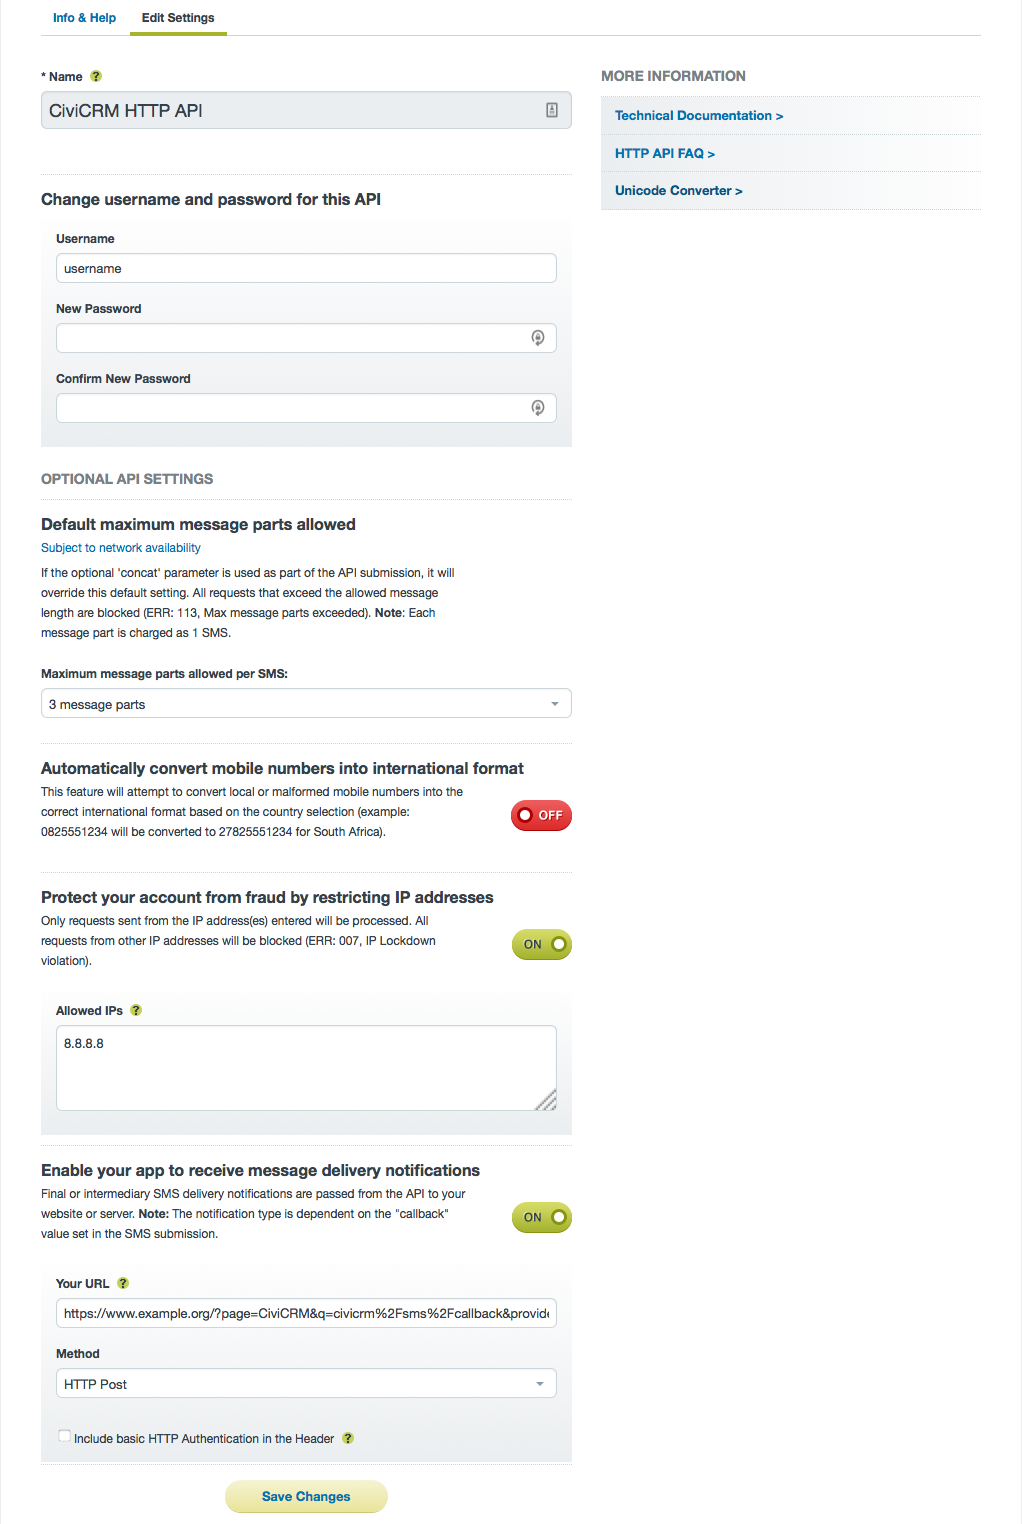 Info & Help
Edit Settings
* Name ?
CiviCRM HTTP API
Change username and password for this API
Username
username
New Password
Confirm New Password
OPTIONAL API SETTINGS
Default maximum message parts allowed
Subject to network availability
If the optional 'concat' parameter is used as part of the API submission, it will
override this default setting. All requests that exceed the allowed message
length are blocked (ERR: 113, Max message parts exceeded). Note: Each
message part is charged as 1 SMS.
Maximum message parts allowed per SMS:
3 message parts
Automatically convert mobile numbers into international format
This feature will attempt to convert local or malformed mobile numbers into the
correct international format based on the country selection (example:
0825551234 will be converted to 27825551234 for South Africa).
OFF
Protect your account from fraud by restricting IP addresses
Only requests sent from the IP address(es) entered will be processed. All
requests from other IP addresses will be blocked (ERR: 007, IP Lockdown
violation).
ON
Allowed IPs ?
8.8.8.8
Enable your app to receive message delivery notifications
Final or intermediary SMS delivery notifications are passed from the API to your
website or server. Note: The notification type is dependent on the "callback"
value set in the SMS submission.
ON
Your URL ?
https://www.example.org/?page=CiviCRM&q=civicrm%2Fsms%2Fcallback&provide
Method
HTTP Post
Include basic HTTP Authentication in the Header ?
Save Changes
MORE INFORMATION
Technical Documentation >
HTTP API FAQ >
Unicode Converter >